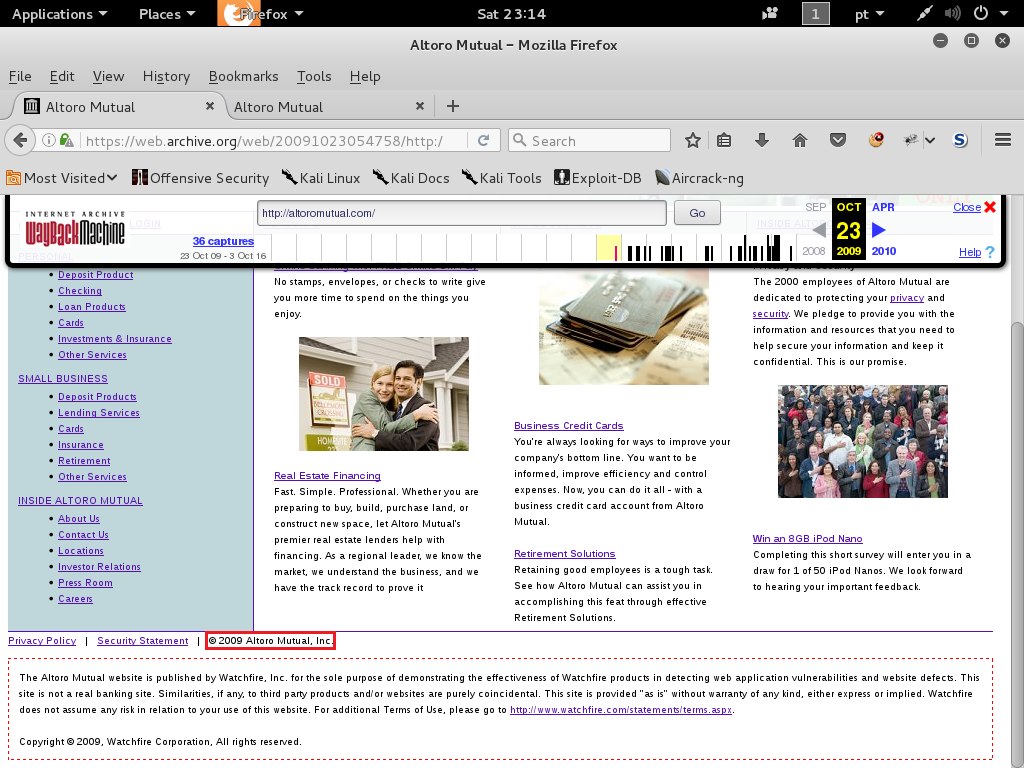 Applications Places Firefox Sat 23:14 1 pt
Altoro Mutual – Mozilla Firefox
File Edit View History Bookmarks Tools Help
Altoro Mutual × Altoro Mutual × +
https://web.archive.org/web/20091023054758/http:/ Search
Most Visited Offensive Security Kali Linux Kali Docs Kali Tools Exploit-DB Aircrack-ng
INTERNET ARCHIVE
WayBackMachine
http://altoromutual.com/ Go
SEP OCT APR Close
36 captures
23 Oct 09 - 3 Oct 16
23
2008 2009 2010 Help ?
Deposit Product
Checking
Loan Products
Cards
Investments & Insurance
Other Services
SMALL BUSINESS
Deposit Products
Lending Services
Cards
Insurance
Retirement
Other Services
INSIDE ALTORO MUTUAL
About Us
Contact Us
Locations
Investor Relations
Press Room
Careers
No stamps, envelopes, or checks to write give
you more time to spend on the things you
enjoy.
SOLD
HOMESITE
Real Estate Financing
Fast. Simple. Professional. Whether you are
preparing to buy, build, purchase land, or
construct new space, let Altoro Mutual's
premier real estate lenders help with
financing. As a regional leader, we know the
market, we understand the business, and we
have the track record to prove it
Business Credit Cards
You're always looking for ways to improve your
company's bottom line. You want to be
informed, improve efficiency and control
expenses. Now, you can do it all - with a
business credit card account from Altoro
Mutual.
Retirement Solutions
Retaining good employees is a tough task.
See how Altoro Mutual can assist you in
accomplishing this feat through effective
Retirement Solutions.
Privacy and Security
The 2000 employees of Altoro Mutual are
dedicated to protecting your privacy and
security. We pledge to provide you with the
information and resources that you need to
help secure your information and keep it
confidential. This is our promise.
Win an 8GB iPod Nano
Completing this short survey will enter you in a
draw for 1 of 50 iPod Nanos. We look forward
to hearing your important feedback.
Privacy Policy | Security Statement | © 2009 Altoro Mutual, Inc.
The Altoro Mutual website is published by Watchfire, Inc. for the sole purpose of demonstrating the effectiveness of Watchfire products in detecting web application vulnerabilities and website defects. This
site is not a real banking site. Similarities, if any, to third party products and/or websites are purely coincidental. This site is provided "as is" without warranty of any kind, either express or implied. Watchfire
does not assume any risk in relation to your use of this website. For additional Terms of Use, please go to http://www.watchfire.com/statements/terms.aspx.
Copyright © 2009, Watchfire Corporation, All rights reserved.